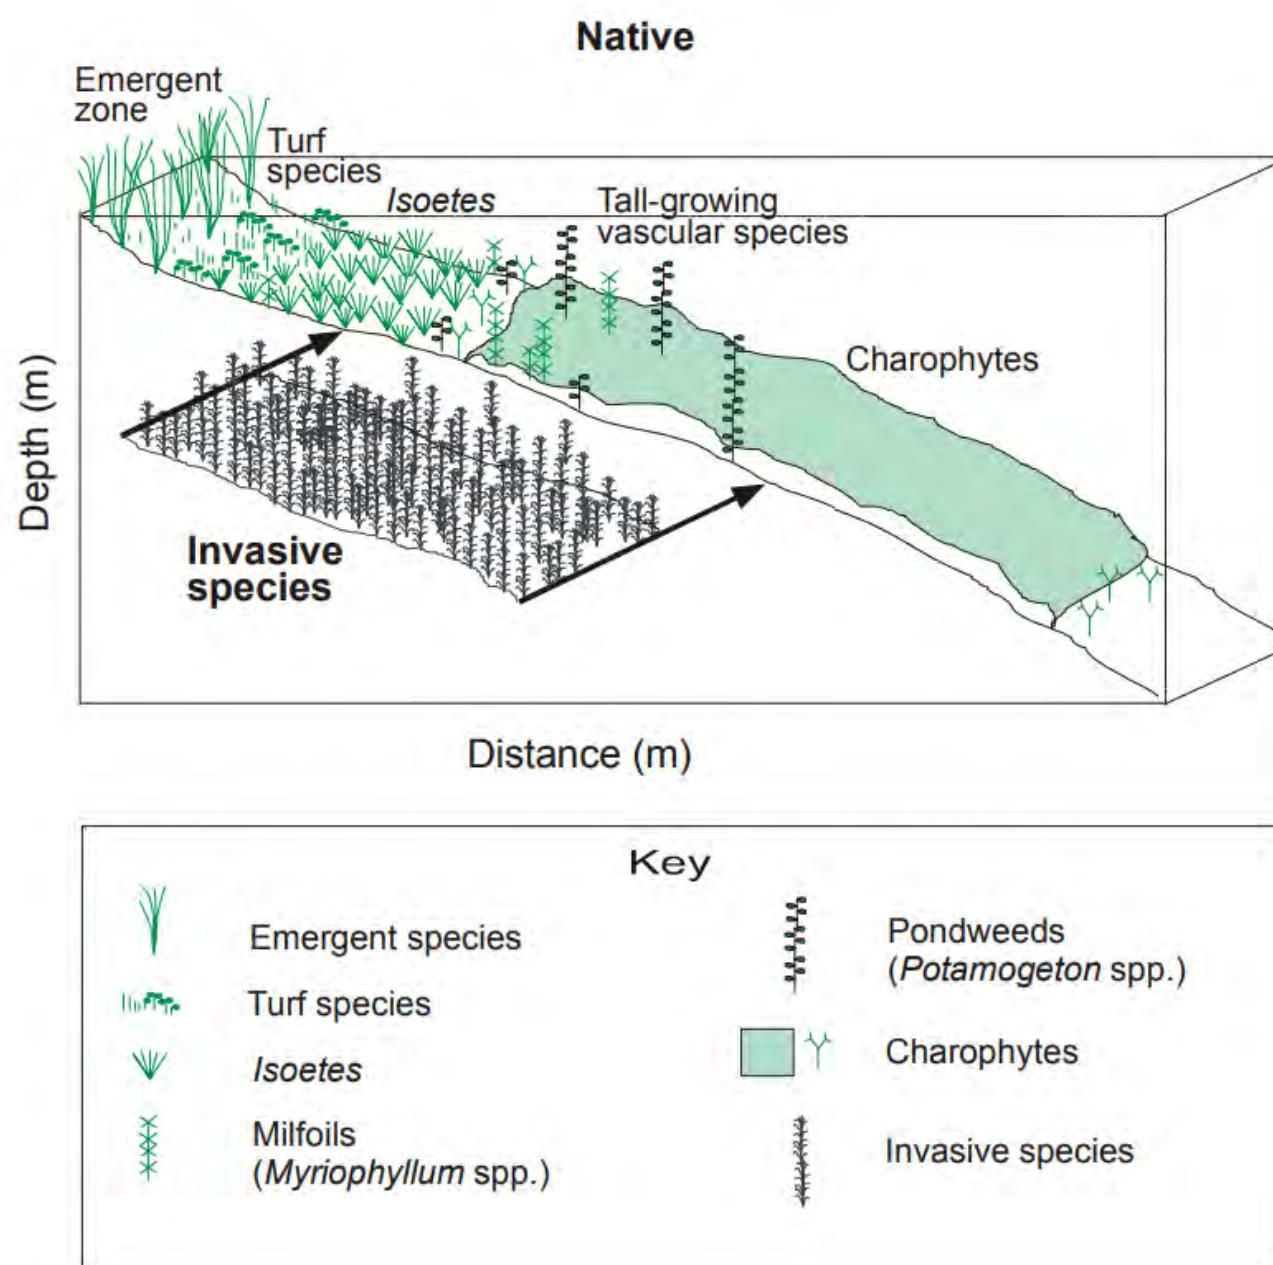 Native
Emergent
zone
Turf
species
Isoetes
Tall-growing
vascular species
Charophytes
Depth (m)
Invasive
species
Distance (m)
Key
Emergent species
Turf species
Isoetes
Milfoils
(Myriophyllum spp.)
Pondweeds
(Potamogeton spp.)
Charophytes
Invasive species